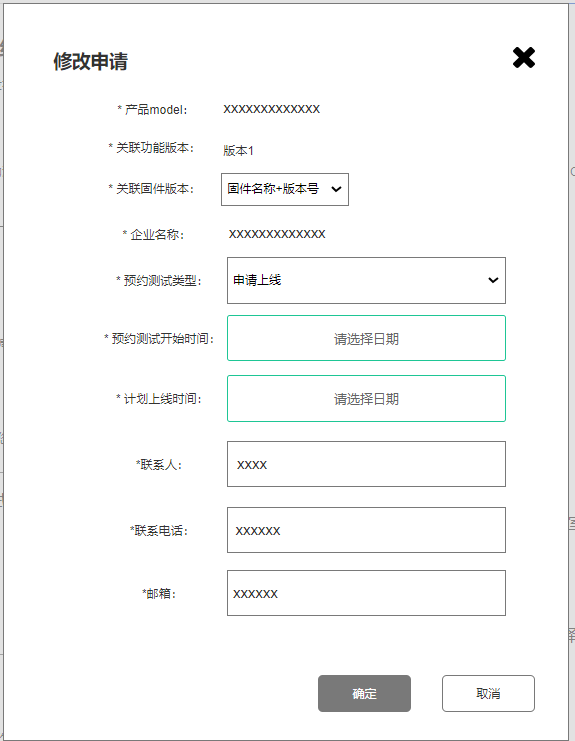 修改申请
* 产品model： XXXXXXXXXXXXX
* 关联功能版本： 版本1
* 关联固件版本： 固件名称+版本号
* 企业名称： XXXXXXXXXXXXX
* 预约测试类型： 申请上线
* 预约测试开始时间： 请选择日期
* 计划上线时间： 请选择日期
*联系人： XXXX
*联系电话： XXXXXX
*邮箱： XXXXXX
确定 取消